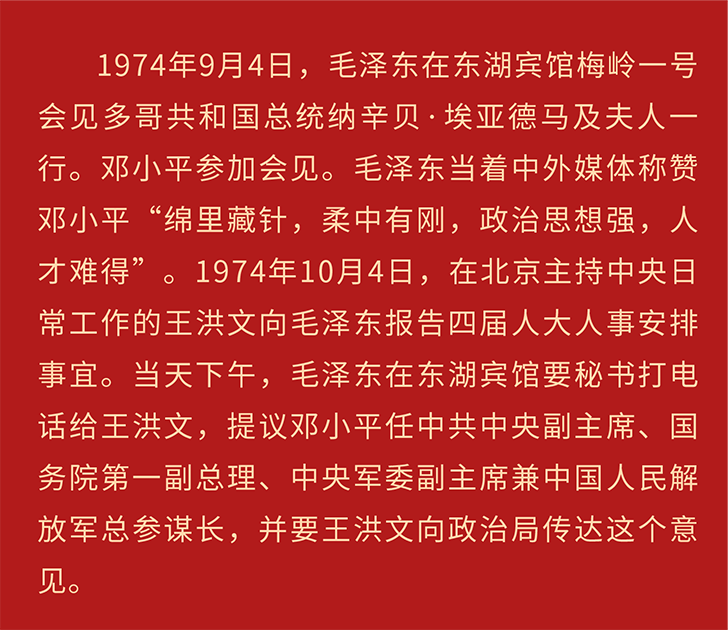 1974年9月4日，毛泽东在东湖宾馆梅岭一号
会见多哥共和国总统纳辛贝·埃亚德马及夫人一
行。邓小平参加会见。毛泽东当着中外媒体称赞
邓小平“绵里藏针，柔中有刚，政治思想强，人
才难得”。1974年10月4日，在北京主持中央日
常工作的王洪文向毛泽东报告四届人大人事安排
事宜。当天下午，毛泽东在东湖宾馆要秘书打电
话给王洪文，提议邓小平任中共中央副主席、国
务院第一副总理、中央军委副主席兼中国人民解
放军总参谋长，并要王洪文向政治局传达这个意
见。